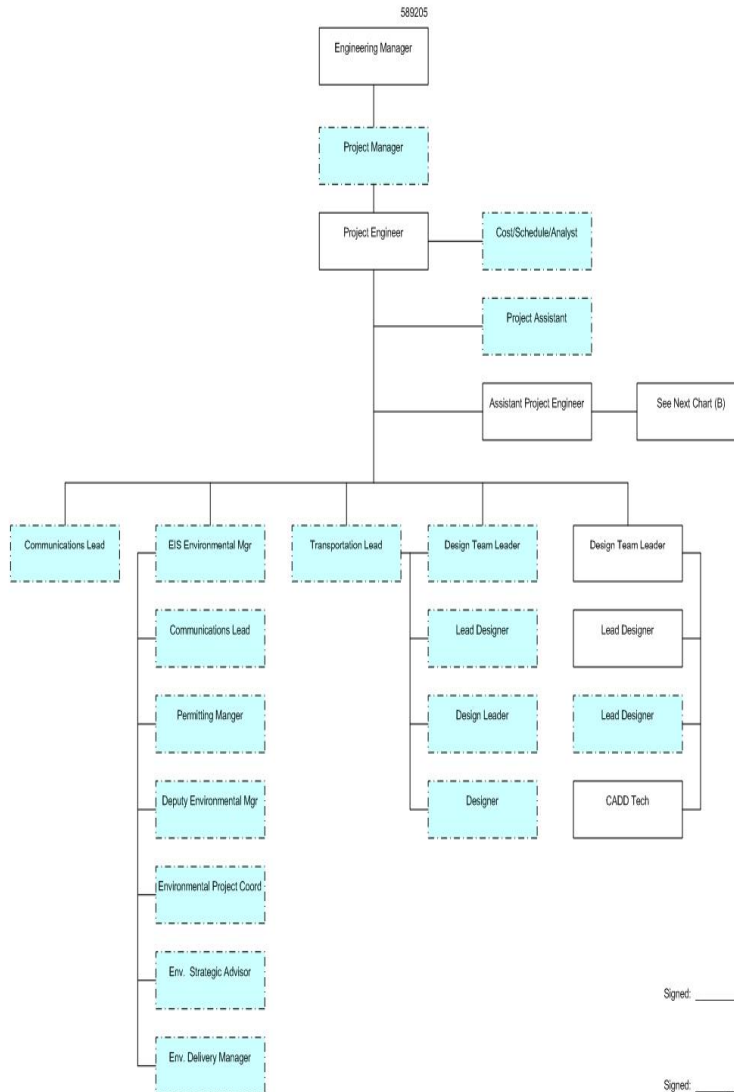 589205
Engineering Manager
Project Manager
Project Engineer
Cost/Schedule/Analyst
Project Assistant
Assistant Project Engineer
See Next Chart (B)
Communications Lead
EIS Environmental Mgr
Transportation Lead
Design Team Leader
Design Team Leader
Communications Lead
Lead Designer
Lead Designer
Permitting Manger
Design Leader
Lead Designer
Deputy Environmental Mgr
Designer
CADD Tech
Environmental Project Coord
Env. Strategic Advisor
Signed:
Env. Delivery Manager
Signed: